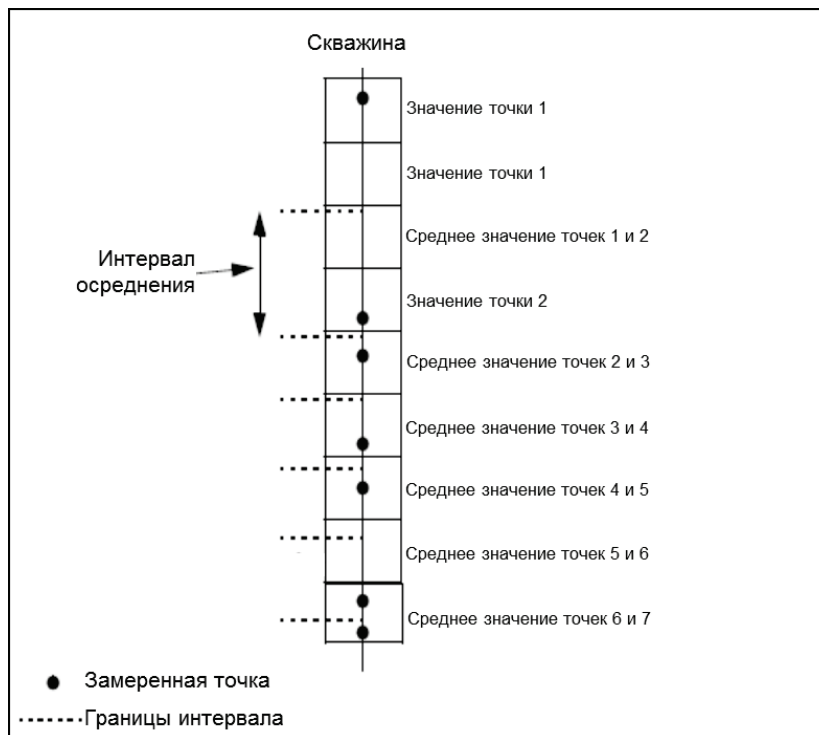 Скважина
Значение точки 1
Значение точки 1
Среднее значение точек 1 и 2
Интервал
осреднения
Значение точки 2
Среднее значение точек 2 и 3
Среднее значение точек 3 и 4
Среднее значение точек 4 и 5
Среднее значение точек 5 и 6
Среднее значение точек 6 и 7
Замеренная точка
Границы интервала